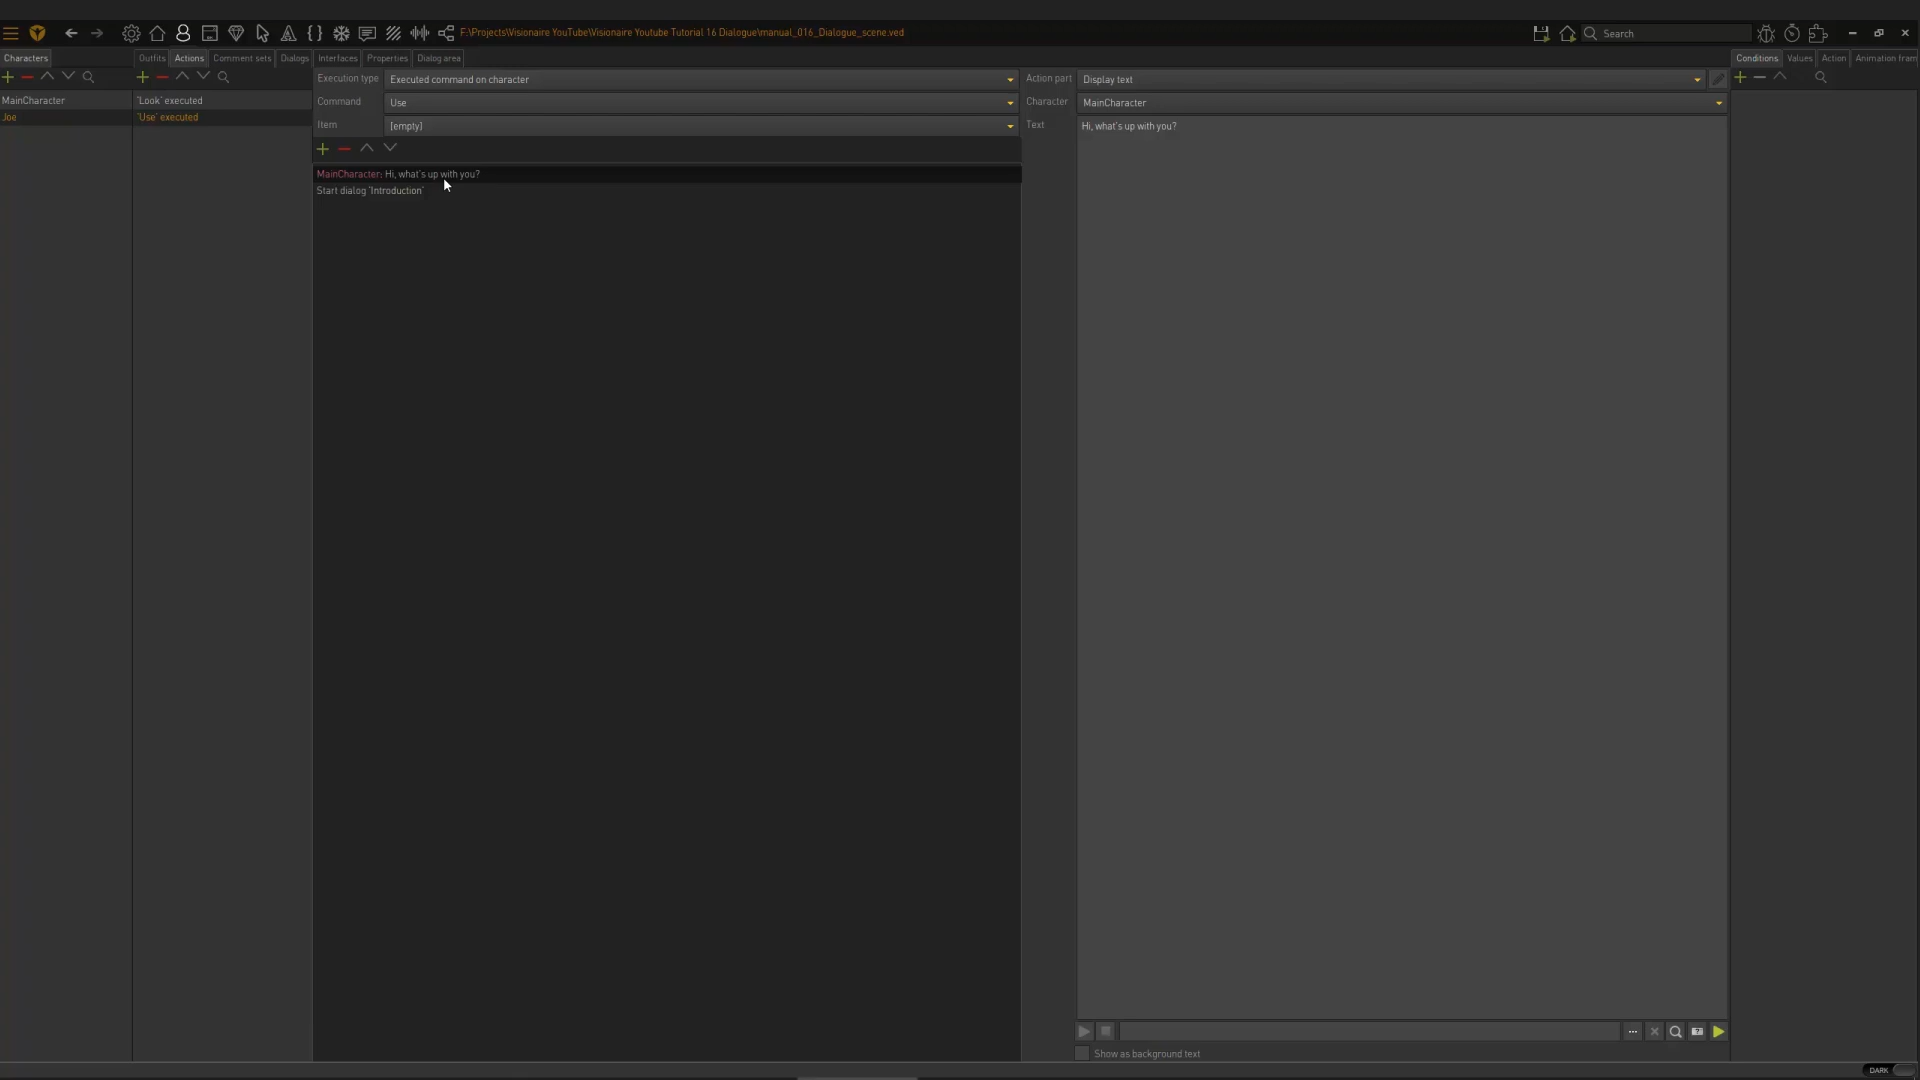 F:\Projects\Visionaire YouTube\Visionaire Youtube Tutorial 16 Dialogue\manual_016_Dialogue_scene.ved
Search
Characters
Outfits Actions Comment sets Dialogs Interfaces Properties Dialog area
Conditions Values Action Animation fram
Execution type Executed command on character
Action part Display text
MainCharacter
'Look' executed
Command Use
Character MainCharacter
Joe
'Use' executed
Item [empty]
Text Hi, what's up with you?
MainCharacter: Hi, what's up with you?
Start dialog 'Introduction'
...
Show as background text
DARK